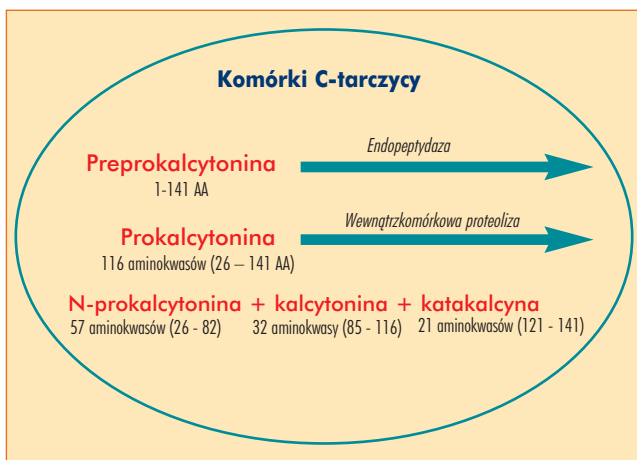 Komórki C-tarczycy
Endopeptydaza
Preprokalcytonina
1-141 AA
Wewnątrzkomórkowa proteoliza
Prokalcytonina
116 aminokwasów (26 – 141 AA)
N-prokalcytonina + kalcytonina + katakalcyna
57 aminokwasów (26 - 82) 32 aminokwasy (85 - 116) 21 aminokwasów (121 - 141)